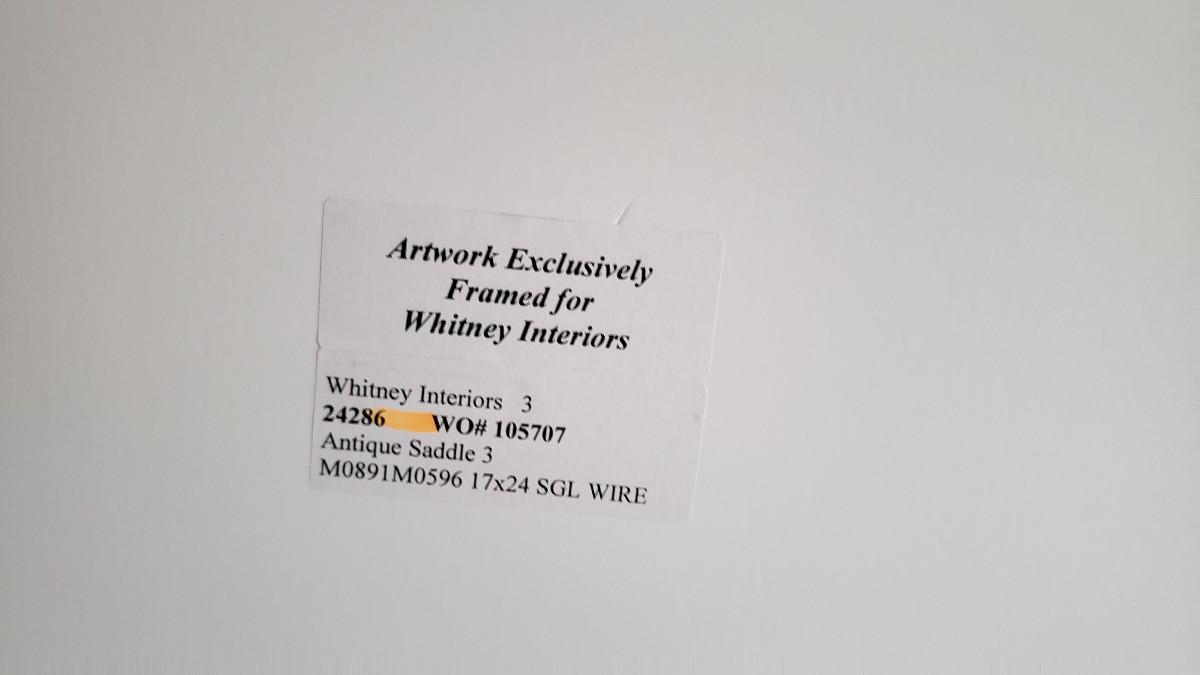 Artwork Exclusively
Framed for
Whitney Interiors
Whitney Interiors 3
24286 WO# 105707
Antique Saddle 3
M0891M0596 17x24 SGL WIRE